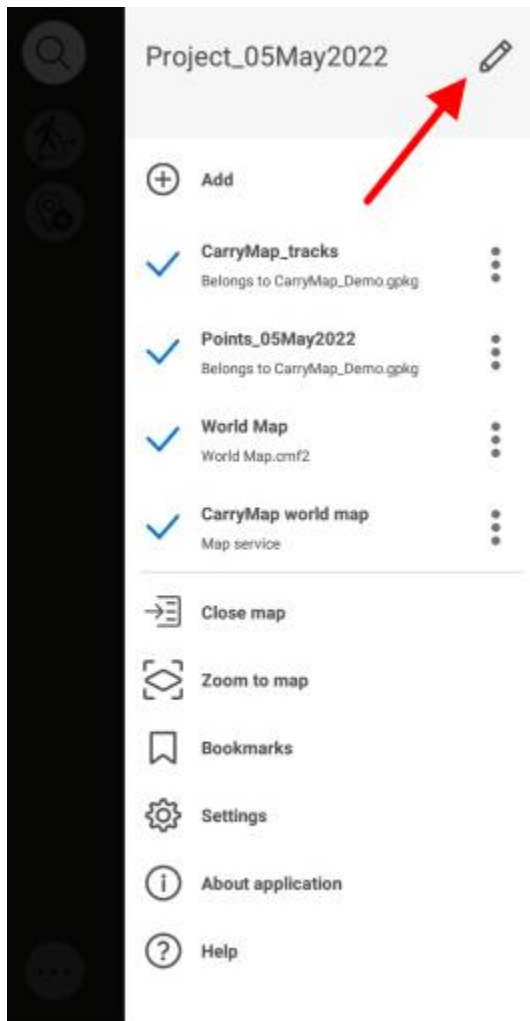 Project_05May2022
Add
CarryMap_tracks
Belongs to CarryMap_Demo.gpkg
Points_05May2022
Belongs to CarryMap_Demo.gpkg
World Map
World Map.cmf2
CarryMap world map
Map service
Close map
Zoom to map
Bookmarks
Settings
About application
Help